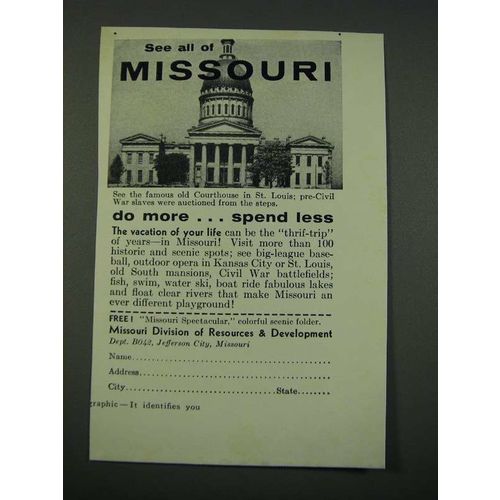 See all of
MISSOURI
See the famous old Courthouse in St. Louis; pre-Civil
War slaves were auctioned from the steps.
do more . . . spend less
The vacation of your life can be the "thrif-trip"
of years—in Missouri! Visit more than 100
historic and scenic spots; see big-league base-
ball, outdoor opera in Kansas City or St. Louis,
old South mansions, Civil War battlefields;
fish, swim, water ski, boat ride fabulous lakes
and float clear rivers that make Missouri an
ever different playground!
FREE! "Missouri Spectacular," colorful scenic folder.
Missouri Division of Resources & Development
Dept. B042, Jefferson City, Missouri
Name
Address
City State
graphic—It identifies you